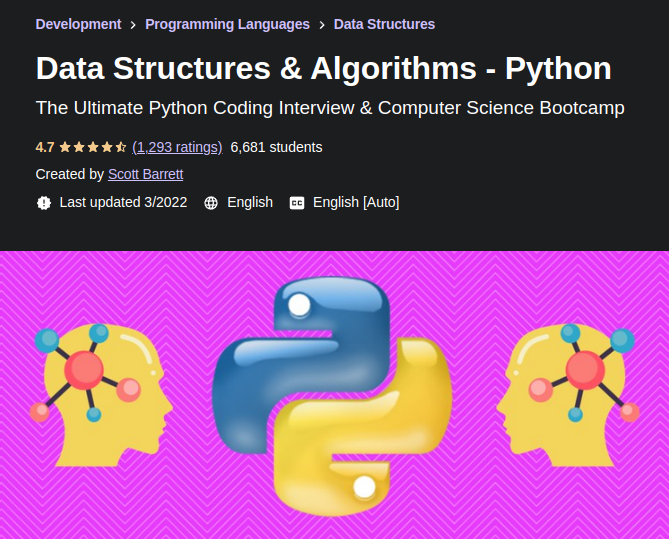 Development > Programming Languages > Data Structures
Data Structures & Algorithms - Python
The Ultimate Python Coding Interview & Computer Science Bootcamp
4.7 (1,293 ratings) 6,681 students
Created by Scott Barrett
Last updated 3/2022 English CC English [Auto]